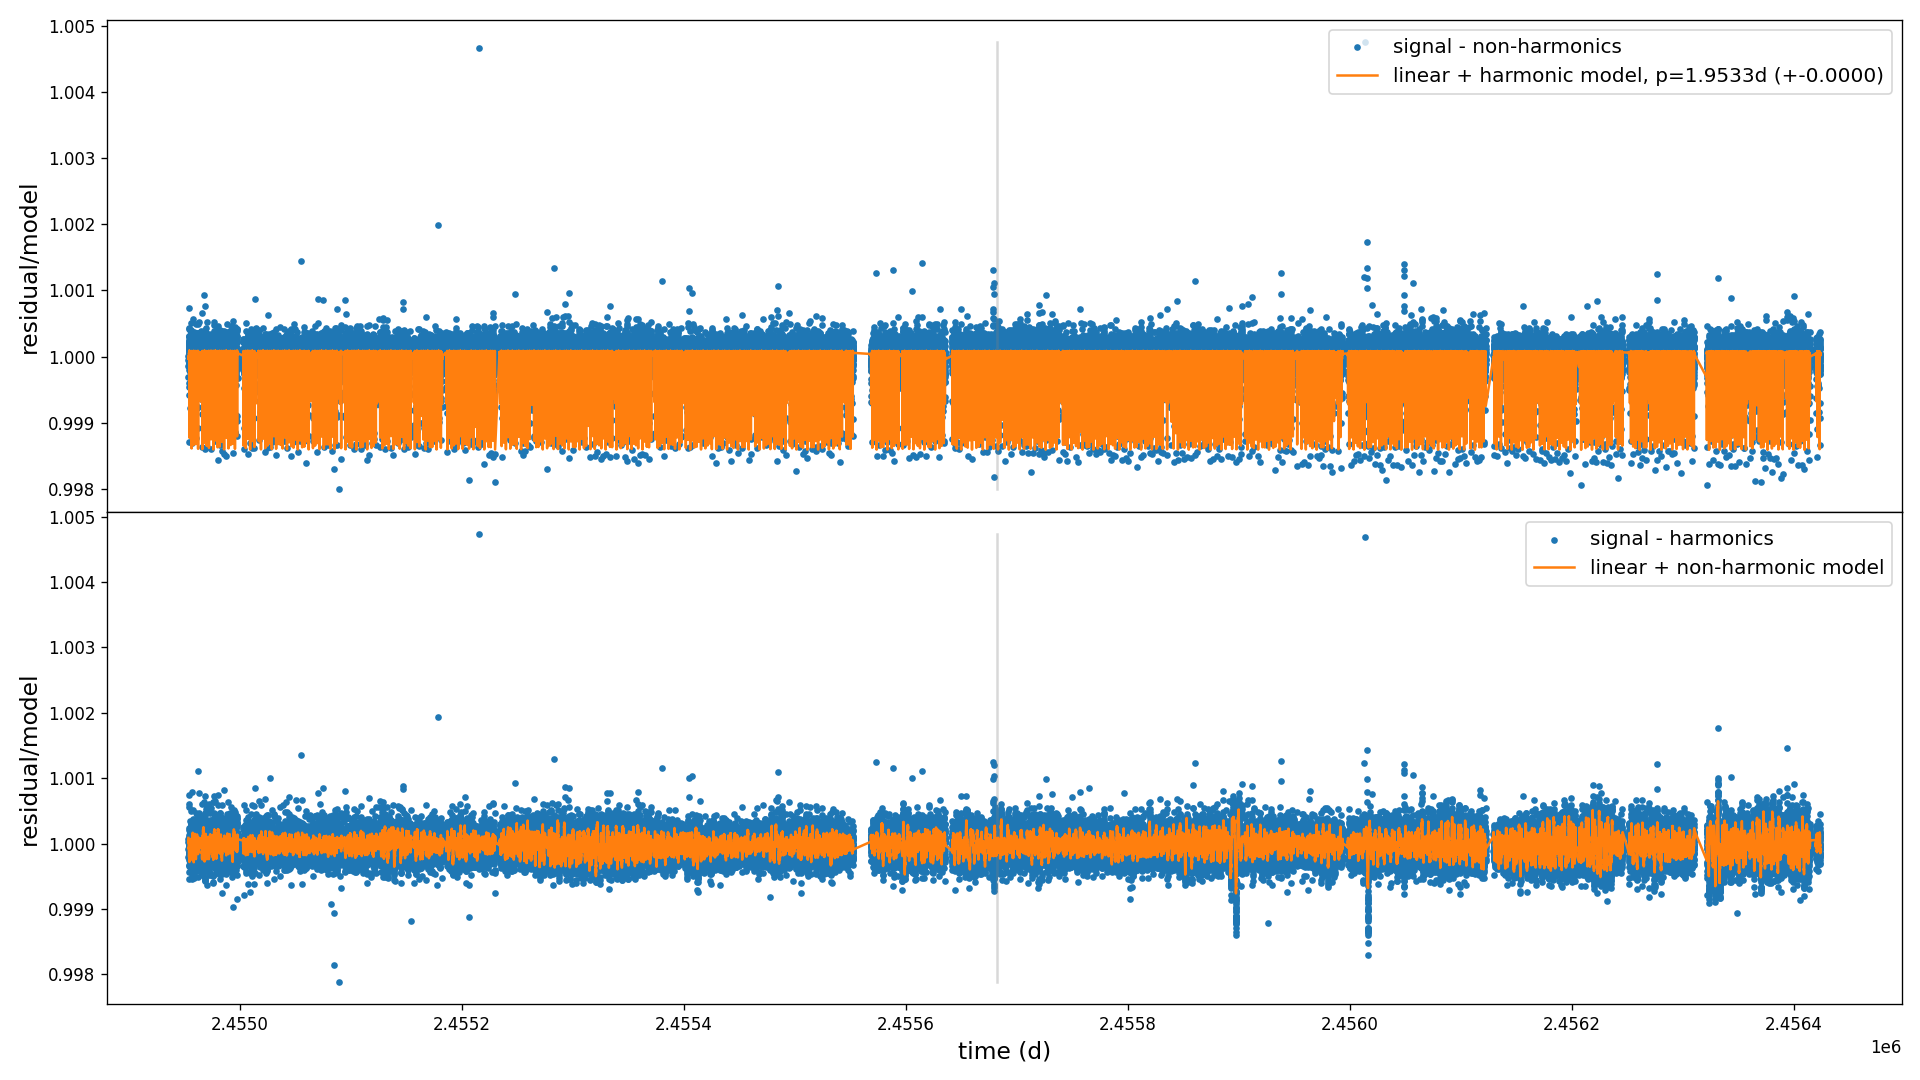 1.005
1.004
1.003
1.002
1.001
1.000
0.999
0.998
residual/model
signal - non-harmonics
linear + harmonic model, p=1.9533d (+-0.0000)
1.005
1.004
1.003
1.002
1.001
1.000
0.999
0.998
residual/model
signal - harmonics
linear + non-harmonic model
2.4550 2.4552 2.4554 2.4556 2.4558 2.4560 2.4562 2.4564
1e6
time (d)